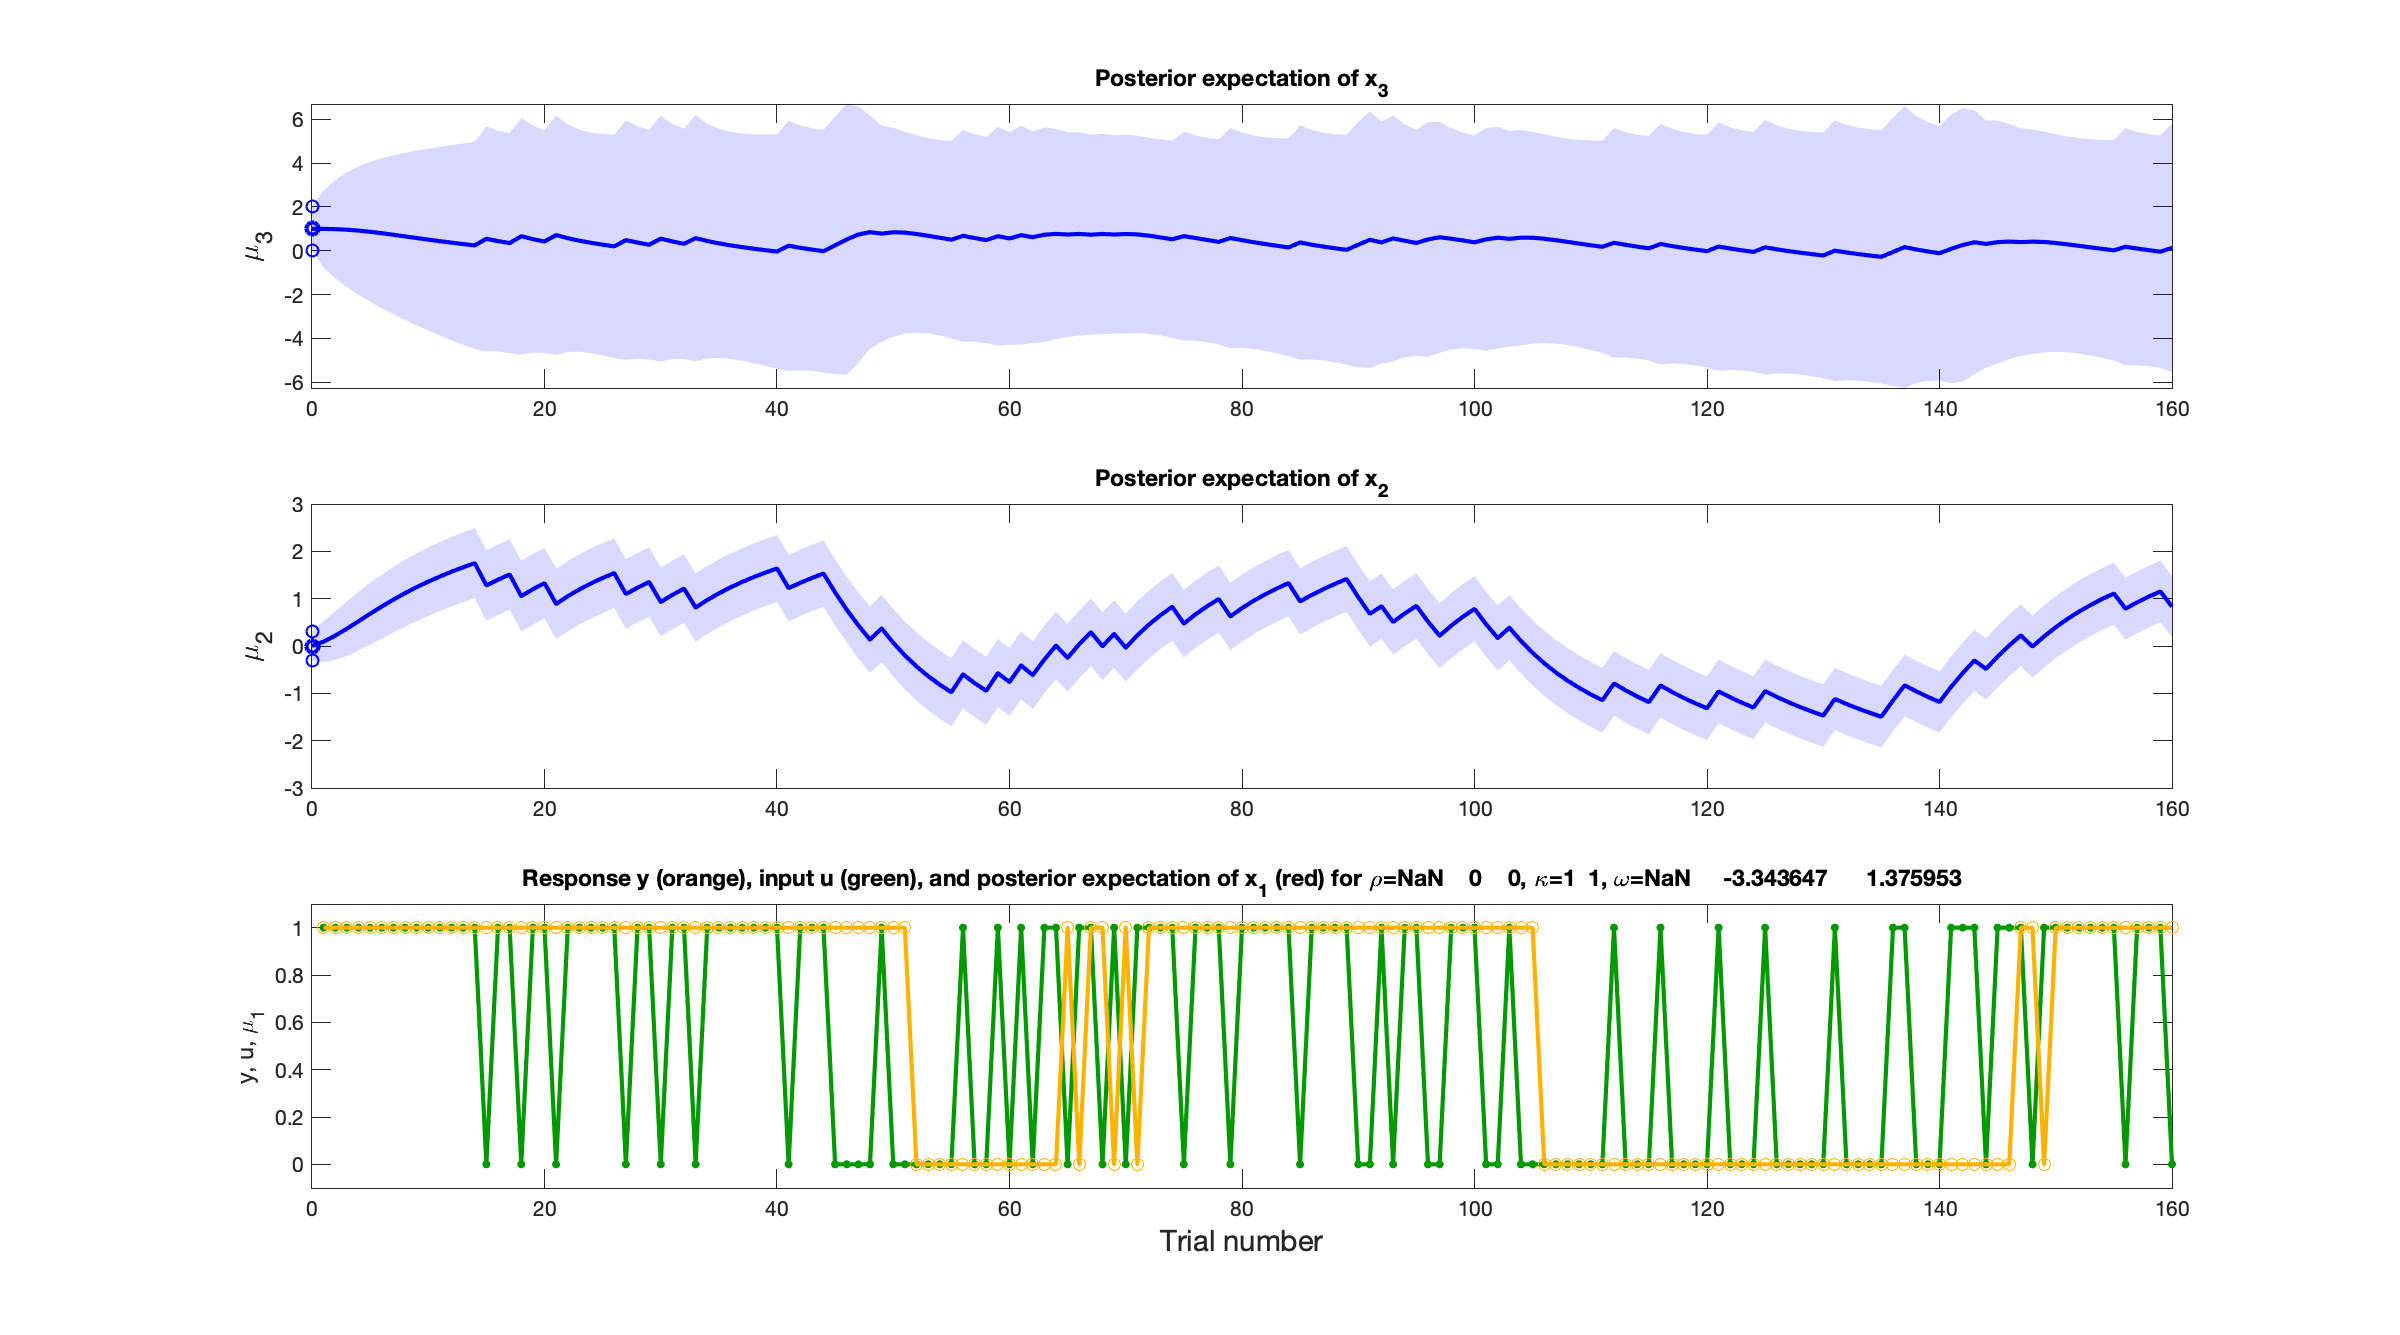 Posterior expectation of x3
6
4
2
0
-2
-4
-6
μ3
0 20 40 60 80 100 120 140 160
Posterior expectation of x2
3
2
1
0
-1
-2
-3
μ2
0 20 40 60 80 100 120 140 160
Response y (orange), input u (green), and posterior expectation of x1 (red) for ρ=NaN 0 0, κ=1 1, ω=NaN -3.343647 1.375953
1
0.8
0.6
0.4
0.2
0
y, u, μ1
0 20 40 60 80 100 120 140 160
Trial number